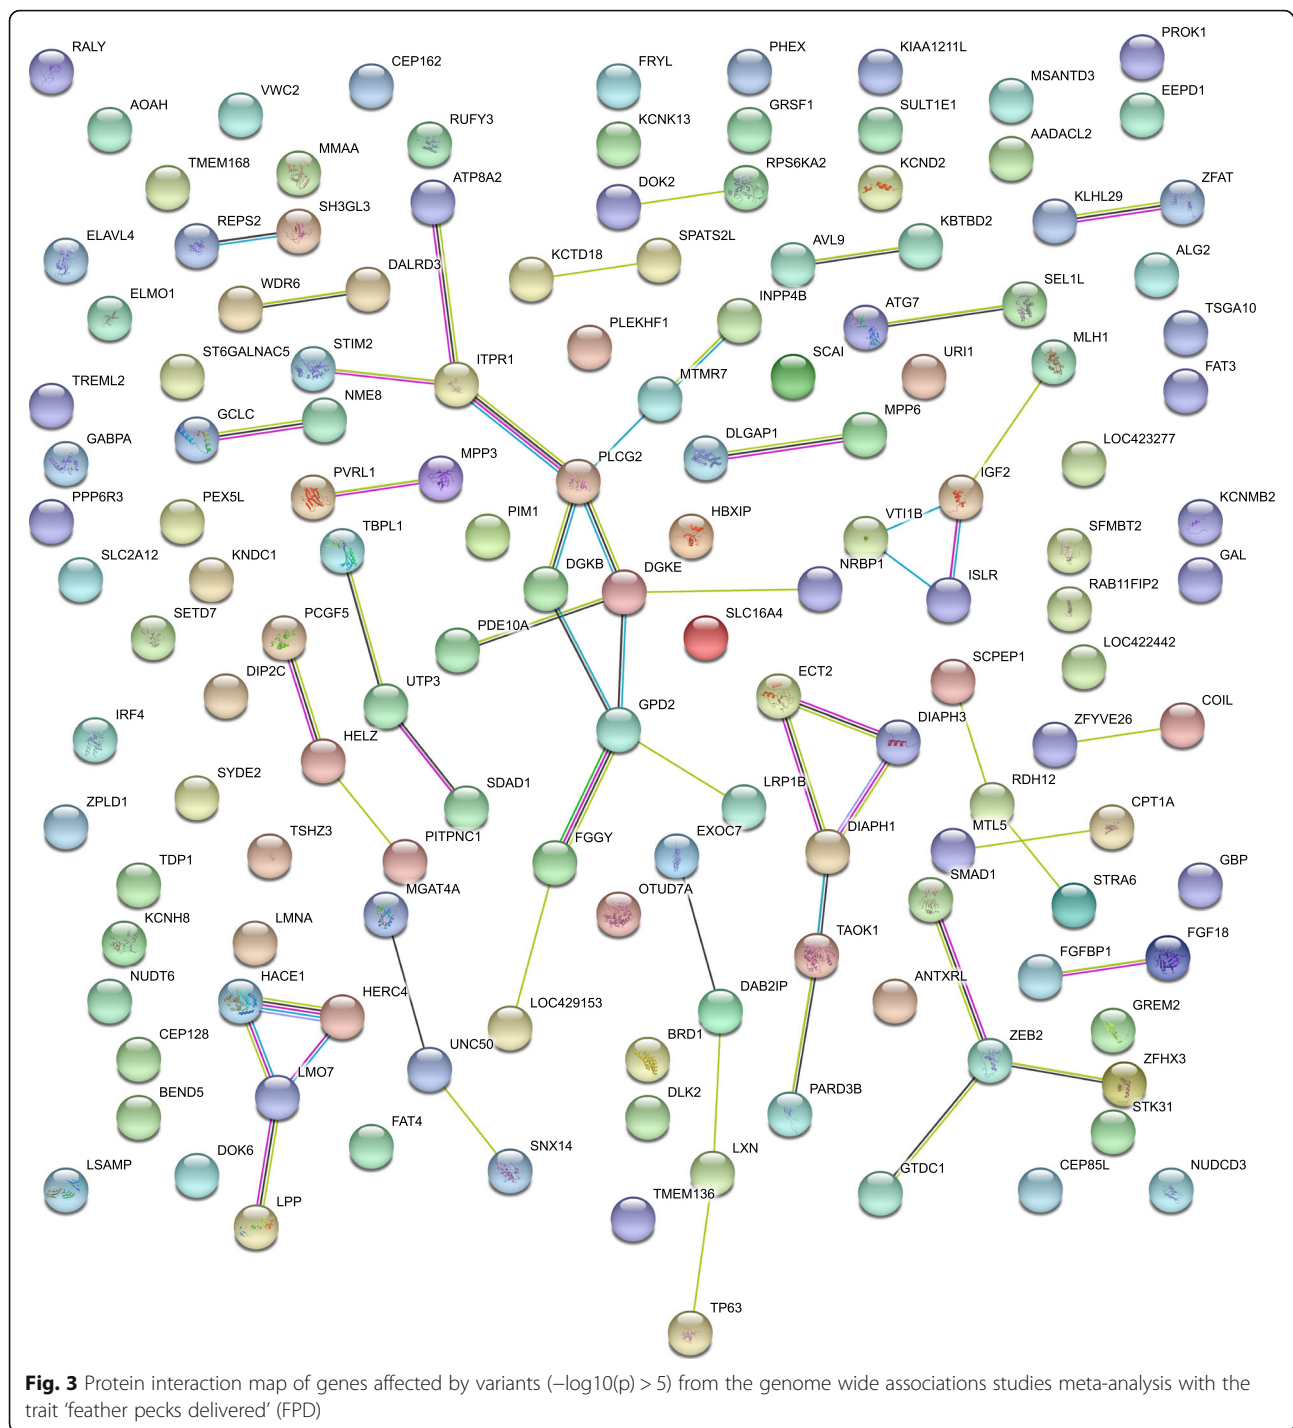 RALY
CEP162
FRYL
PHEX
KIAA1211L
PROK1
MSANTD3
EEPD1
AOAH
VWC2
RUFY3
KCNK13
GRSF1
SULT1E1
AADACL2
TMEM168
MMAA
ATP8A2
DOK2
RPS6KA2
KCND2
KLHL29
ZFAT
REPS2
SH3GL3
ELAVL4
KCTD18
SPATS2L
AVL9
KBTBD2
ALG2
WDR6
DALRD3
ELMO1
INPP4B
ATG7
SEL1L
TSGA10
PLEKHF1
ST6GALNAC5
STIM2
ITPR1
MTMR7
SCAI
URI1
MLH1
FAT3
TREML2
NME8
GCLC
DLGAP1
MPP6
LOC423277
GABPA
PVRL1
MPP3
PLCG2
IGF2
PPP6R3
PEX5L
PIM1
HBXIP
VTI1B
KCNMB2
SFMBT2
TBPL1
SLC2A12
KNDC1
DGKB
DGKE
NRBP1
ISLR
GAL
RAB11FIP2
SETD7
PCGF5
PDE10A
SLC16A4
LOC422442
DIP2C
UTP3
ECT2
SCPEP1
IRF4
HELZ
GPD2
DIAPH3
ZFYVE26
COIL
SYDE2
SDAD1
LRP1B
RDH12
ZPLD1
TSHZ3
PITPNC1
FGGY
EXOC7
DIAPH1
MTL5
CPT1A
TDP1
MGAT4A
OTUD7A
SMAD1
STRA6
GBP
KCNH8
LMNA
TAOK1
FGFBP1
FGF18
NUDT6
HACE1
HERC4
LOC429153
DAB2IP
ANTXRL
GREM2
CEP128
UNC50
BRD1
ZEB2
ZFHX3
BEND5
LMO7
DLK2
PARD3B
STK31
FAT4
LSAMP
DOK6
SNX14
LXN
GTDC1
CEP85L
NUDCD3
LPP
TMEM136
TP63
Fig. 3 Protein interaction map of genes affected by variants (−log10(p) > 5) from the genome wide associations studies meta-analysis with the
trait ‘feather pecks delivered’ (FPD)